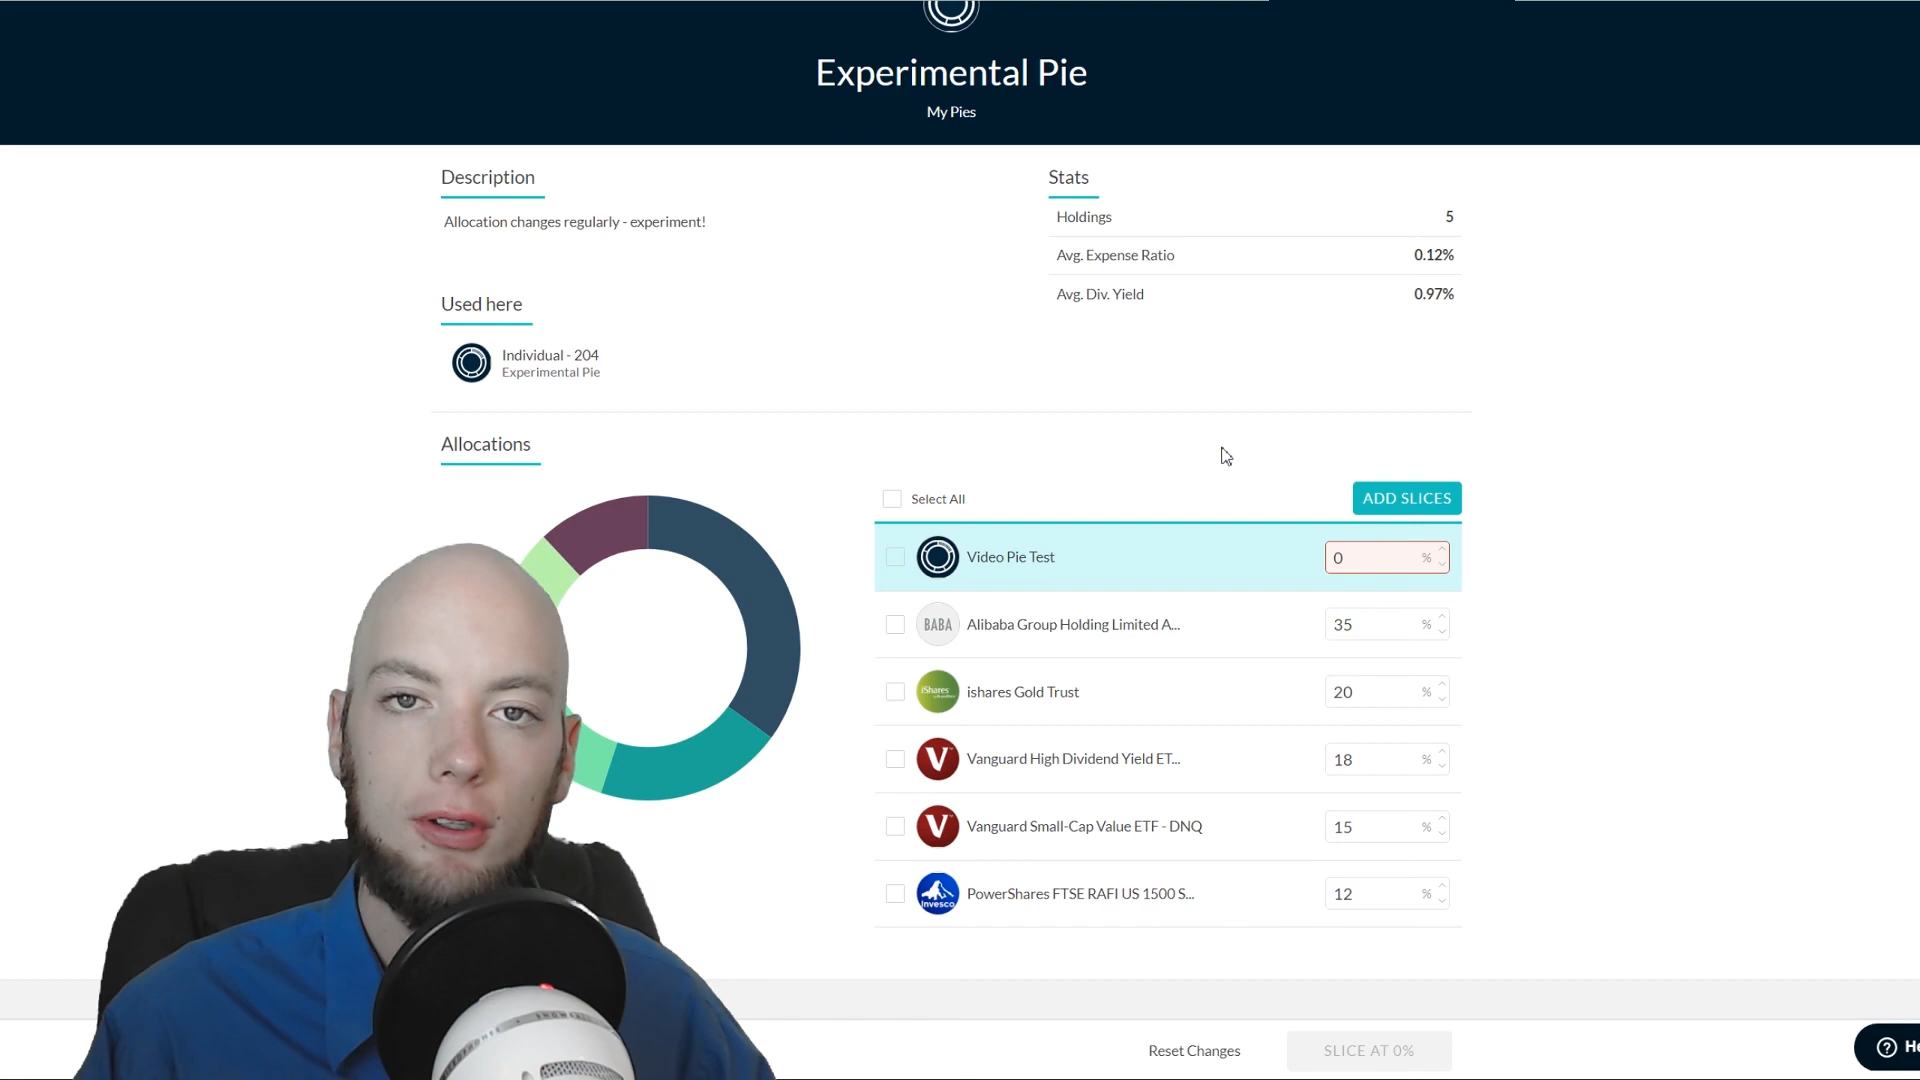 Experimental Pie
My Pies
Description
Allocation changes regularly - experiment!
Stats
Holdings 5
Avg. Expense Ratio 0.12%
Avg. Div. Yield 0.97%
Used here
Individual - 204
Experimental Pie
Allocations
Select All
ADD SLICES
Video Pie Test 0 %
BABA Alibaba Group Holding Limited A... 35 %
iShares ishares Gold Trust 20 %
V Vanguard High Dividend Yield ET... 18 %
V Vanguard Small-Cap Value ETF - DNQ 15 %
Invesco PowerShares FTSE RAFI US 1500 S... 12 %
Reset Changes
SLICE AT 0%
? He